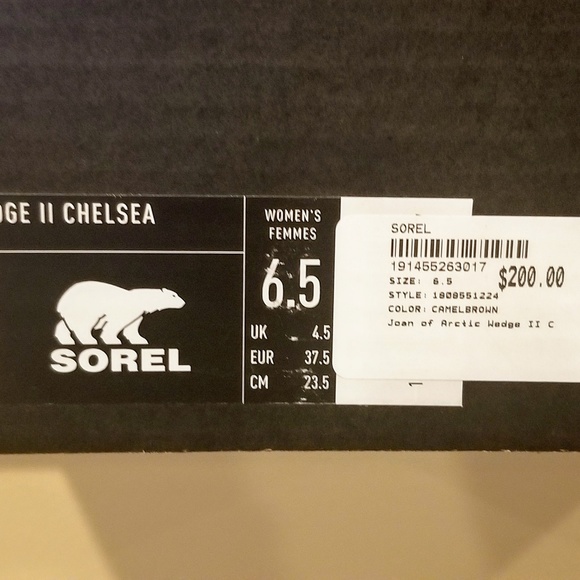 DGE II CHELSEA
SOREL
WOMEN'S
FEMMES
6.5
UK 4.5
EUR 37.5
CM 23.5
SOREL
191455263017
$200.00
SIZE: 6.5
STYLE: 1808551224
COLOR: CAMELBROWN
Joan of Arctic Wedge II C